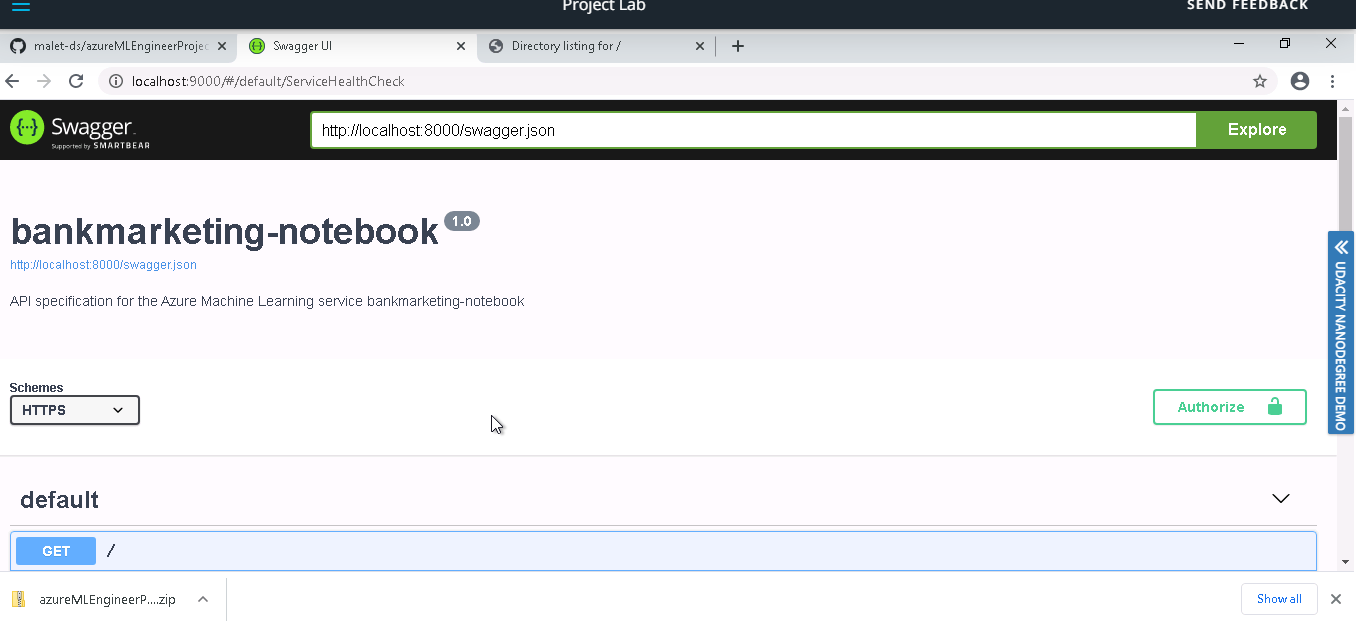 Project Lab
SEND FEEDBACK
malet-ds/azureMLEngineerProjec
Swagger UI
Directory listing for /
localhost:9000/#/default/ServiceHealthCheck
Swagger
Supported by SMARTBEAR
http://localhost:8000/swagger.json
Explore
bankmarketing-notebook 1.0
http://localhost:8000/swagger.json
API specification for the Azure Machine Learning service bankmarketing-notebook
UDACITY NANODEGREE DEMO
Schemes
HTTPS
Authorize
default
GET /
azureMLEngineerP....zip
Show all